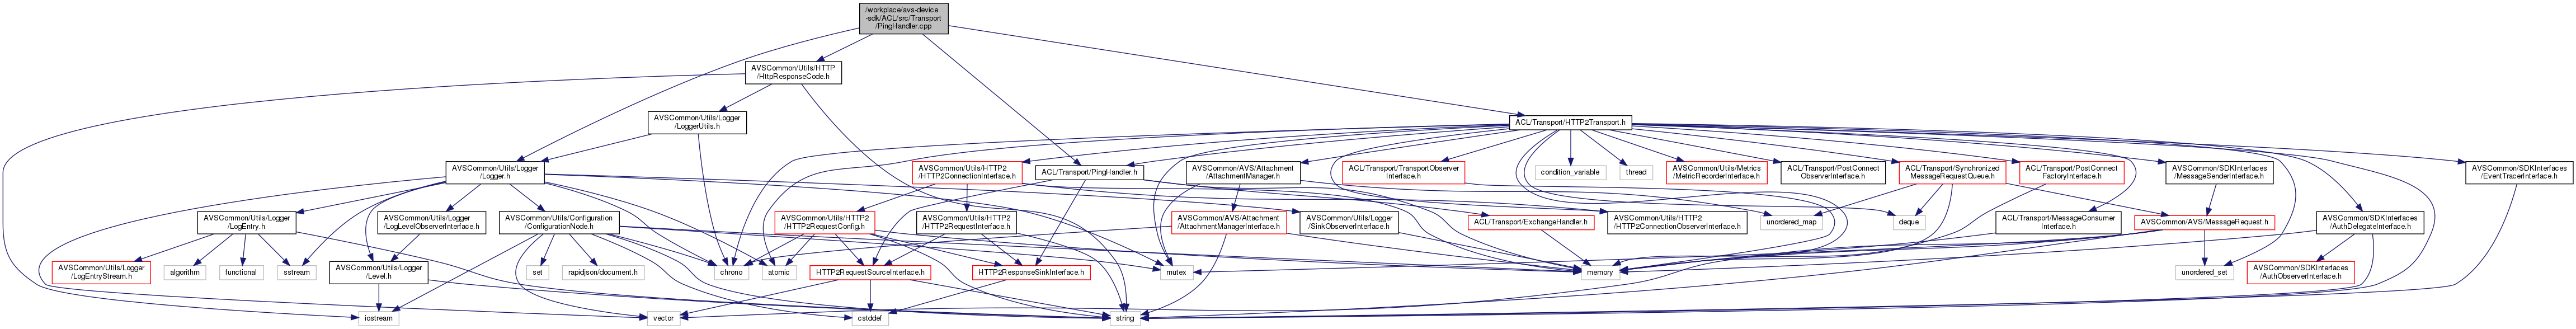 /workplace/avs-device
-sdk/ACL/src/Transport
/PingHandler.cpp
AVSCommon/Utils/HTTP
/HttpResponseCode.h
AVSCommon/Utils/Logger
/LoggerUtils.h
ACL/Transport/HTTP2Transport.h
AVSCommon/Utils/Logger
/Logger.h
AVSCommon/Utils/HTTP2
/HTTP2ConnectionInterface.h
ACL/Transport/PingHandler.h
AVSCommon/AVS/Attachment
/AttachmentManager.h
ACL/Transport/TransportObserver
Interface.h
condition_variable
thread
AVSCommon/Utils/Metrics
/MetricRecorderInterface.h
ACL/Transport/PostConnect
ObserverInterface.h
ACL/Transport/Synchronized
MessageRequestQueue.h
ACL/Transport/PostConnect
FactoryInterface.h
AVSCommon/SDKInterfaces
/MessageSenderInterface.h
AVSCommon/SDKInterfaces
/EventTracerInterface.h
AVSCommon/Utils/Logger
/LogEntry.h
AVSCommon/Utils/Logger
/LogLevelObserverInterface.h
AVSCommon/Utils/Configuration
/ConfigurationNode.h
AVSCommon/Utils/HTTP2
/HTTP2RequestConfig.h
AVSCommon/Utils/HTTP2
/HTTP2RequestInterface.h
AVSCommon/AVS/Attachment
/AttachmentManagerInterface.h
AVSCommon/Utils/Logger
/SinkObserverInterface.h
ACL/Transport/ExchangeHandler.h
AVSCommon/Utils/HTTP2
/HTTP2ConnectionObserverInterface.h
unordered_map
deque
ACL/Transport/MessageConsumer
Interface.h
AVSCommon/AVS/MessageRequest.h
AVSCommon/SDKInterfaces
/AuthDelegateInterface.h
AVSCommon/Utils/Logger
/LogEntryStream.h
algorithm
functional
sstream
AVSCommon/Utils/Logger
/Level.h
set
rapidjson/document.h
chrono
atomic
HTTP2RequestSourceInterface.h
HTTP2ResponseSinkInterface.h
mutex
memory
unordered_set
AVSCommon/SDKInterfaces
/AuthObserverInterface.h
iostream
vector
cstddef
string